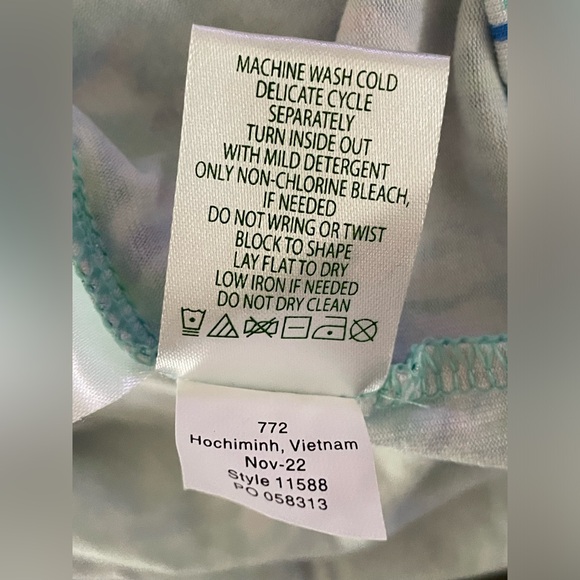 MACHINE WASH COLD
DELICATE CYCLE
SEPARATELY
TURN INSIDE OUT
WITH MILD DETERGENT
ONLY NON-CHLORINE BLEACH,
IF NEEDED
DO NOT WRING OR TWIST
BLOCK TO SHAPE
LAY FLAT TO DRY
LOW IRON IF NEEDED
DO NOT DRY CLEAN
772
Hochiminh, Vietnam
Nov-22
Style 11588
PO 058313